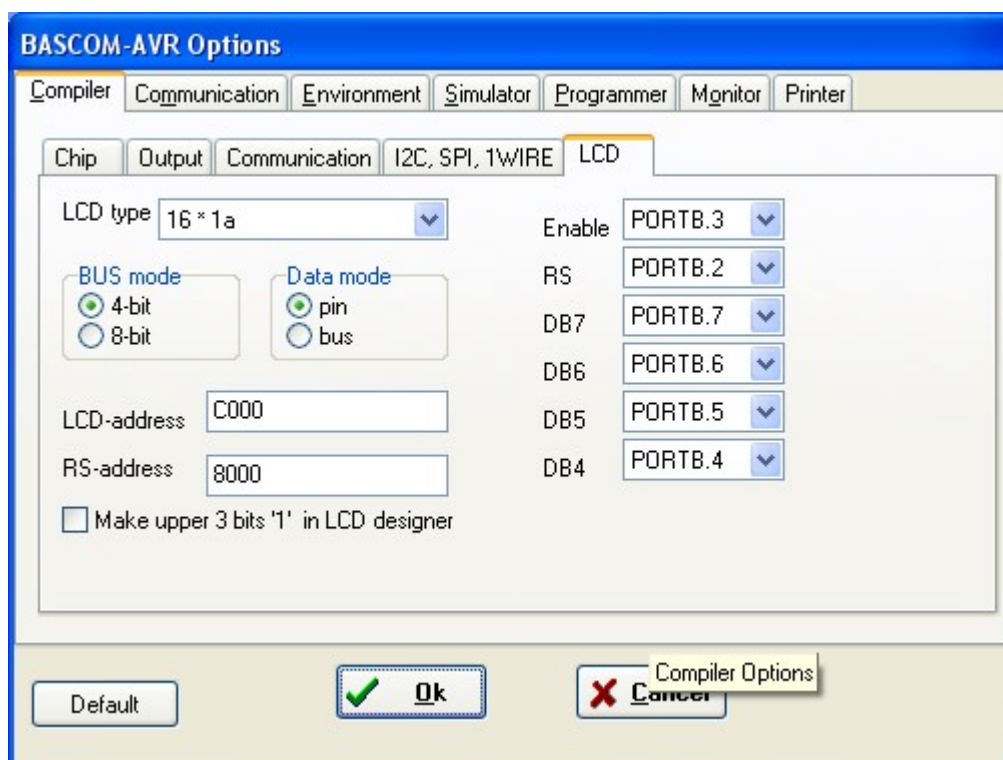 BASCOM-AVR Options
Compiler Communication Environment Simulator Programmer Monitor Printer
Chip Output Communication I2C, SPI, 1WIRE LCD
LCD type 16 * 1a
BUS mode
4-bit
8-bit
Data mode
pin
bus
LCD-address C000
RS-address 8000
Make upper 3 bits '1' in LCD designer
Enable PORTB.3
RS PORTB.2
DB7 PORTB.7
DB6 PORTB.6
DB5 PORTB.5
DB4 PORTB.4
Default Ok Cancel
Compiler Options